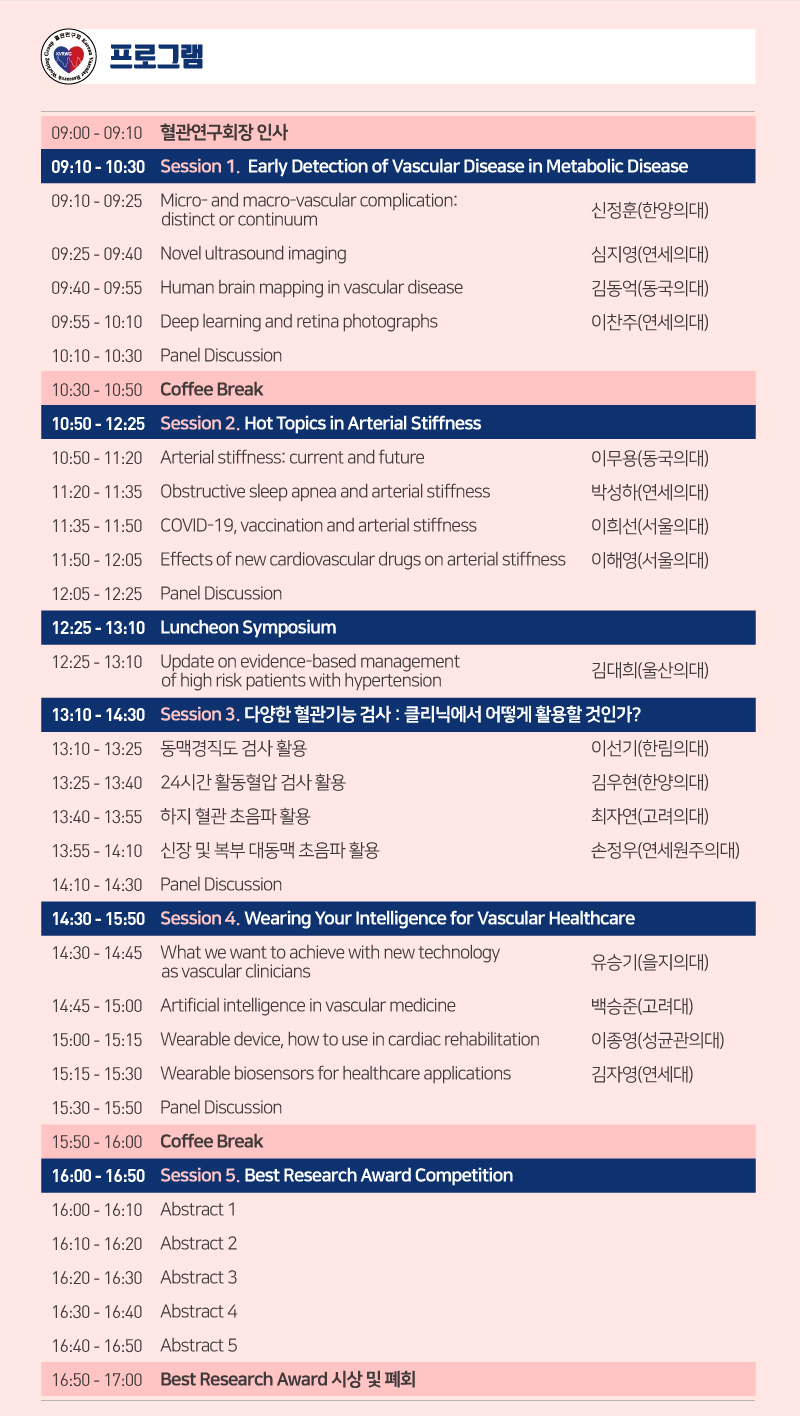 혈관연구회 Korea Vascular Research Working Group
KVRWG
프로그램
09:00 - 09:10 혈관연구회장 인사
09:10 - 10:30 Session 1. Early Detection of Vascular Disease in Metabolic Disease
09:10 - 09:25 Micro- and macro-vascular complication:
distinct or continuum 신정훈(한양의대)
09:25 - 09:40 Novel ultrasound imaging 심지영(연세의대)
09:40 - 09:55 Human brain mapping in vascular disease 김동억(동국의대)
09:55 - 10:10 Deep learning and retina photographs 이찬주(연세의대)
10:10 - 10:30 Panel Discussion
10:30 - 10:50 Coffee Break
10:50 - 12:25 Session 2. Hot Topics in Arterial Stiffness
10:50 - 11:20 Arterial stiffness: current and future 이무용(동국의대)
11:20 - 11:35 Obstructive sleep apnea and arterial stiffness 박성하(연세의대)
11:35 - 11:50 COVID-19, vaccination and arterial stiffness 이희선(서울의대)
11:50 - 12:05 Effects of new cardiovascular drugs on arterial stiffness 이해영(서울의대)
12:05 - 12:25 Panel Discussion
12:25 - 13:10 Luncheon Symposium
12:25 - 13:10 Update on evidence-based management
of high risk patients with hypertension 김대희(울산의대)
13:10 - 14:30 Session 3. 다양한 혈관기능 검사 : 클리닉에서 어떻게 활용할 것인가?
13:10 - 13:25 동맥경직도 검사 활용 이선기(한림의대)
13:25 - 13:40 24시간 활동혈압 검사 활용 김우현(한양의대)
13:40 - 13:55 하지 혈관 초음파 활용 최자연(고려의대)
13:55 - 14:10 신장 및 복부 대동맥 초음파 활용 손정우(연세원주의대)
14:10 - 14:30 Panel Discussion
14:30 - 15:50 Session 4. Wearing Your Intelligence for Vascular Healthcare
14:30 - 14:45 What we want to achieve with new technology
as vascular clinicians 유승기(을지의대)
14:45 - 15:00 Artificial intelligence in vascular medicine 백승준(고려대)
15:00 - 15:15 Wearable device, how to use in cardiac rehabilitation 이종영(성균관의대)
15:15 - 15:30 Wearable biosensors for healthcare applications 김자영(연세대)
15:30 - 15:50 Panel Discussion
15:50 - 16:00 Coffee Break
16:00 - 16:50 Session 5. Best Research Award Competition
16:00 - 16:10 Abstract 1
16:10 - 16:20 Abstract 2
16:20 - 16:30 Abstract 3
16:30 - 16:40 Abstract 4
16:40 - 16:50 Abstract 5
16:50 - 17:00 Best Research Award 시상 및 폐회